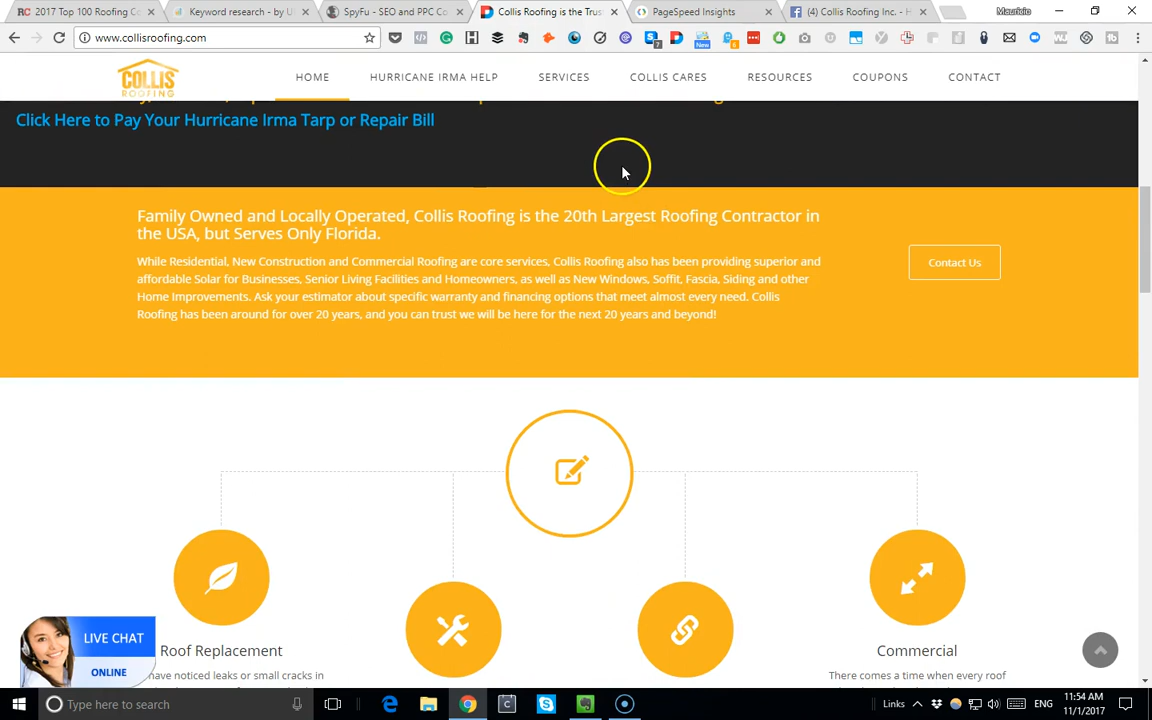 RC 2017 Top 100 Roofing C
Keyword research - by U
SpyFu - SEO and PPC Co
Collis Roofing is the Trus
PageSpeed Insights
(4) Collis Roofing Inc. - H
Mauricio
www.collisroofing.com
COLLIS
ROOFING
HOME
HURRICANE IRMA HELP
SERVICES
COLLIS CARES
RESOURCES
COUPONS
CONTACT
Click Here to Pay Your Hurricane Irma Tarp or Repair Bill
Family Owned and Locally Operated, Collis Roofing is the 20th Largest Roofing Contractor in
the USA, but Serves Only Florida.
While Residential, New Construction and Commercial Roofing are core services, Collis Roofing also has been providing superior and
affordable Solar for Businesses, Senior Living Facilities and Homeowners, as well as New Windows, Soffit, Fascia, Siding and other
Home Improvements. Ask your estimator about specific warranty and financing options that meet almost every need. Collis
Roofing has been around for over 20 years, and you can trust we will be here for the next 20 years and beyond!
Contact Us
LIVE CHAT
ONLINE
Roof Replacement
have noticed leaks or small cracks in
Commercial
There comes a time when every roof
Type here to search
Links
ENG
11:54 AM
11/1/2017